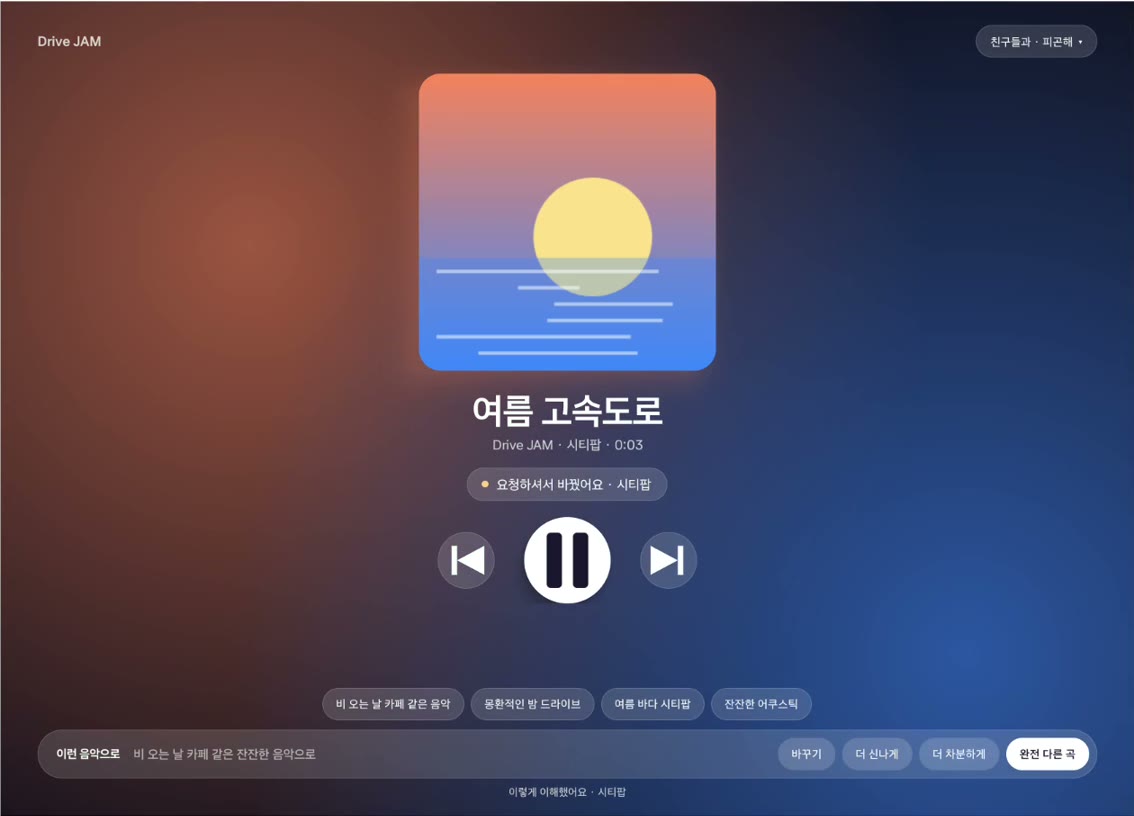 Drive JAM
친구들과 · 피곤해 ▾
여름 고속도로
Drive JAM · 시티팝 · 0:03
요청하셔서 바꿨어요 · 시티팝
비 오는 날 카페 같은 음악
몽환적인 밤 드라이브
여름 바다 시티팝
잔잔한 어쿠스틱
이런 음악으로 비 오는 날 카페 같은 잔잔한 음악으로 바꾸기 더 신나게 더 차분하게 완전 다른 곡
이렇게 이해했어요 · 시티팝